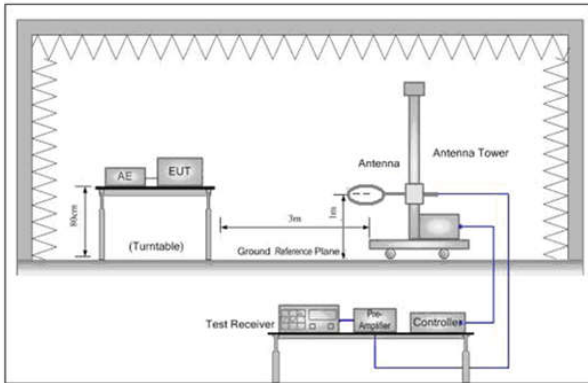 Antenna Tower
Antenna
AE
EUT
80cm
(Turntable)
3m
1m
Ground Reference Plane
Test Receiver
Pre-
Amplifier
Controller